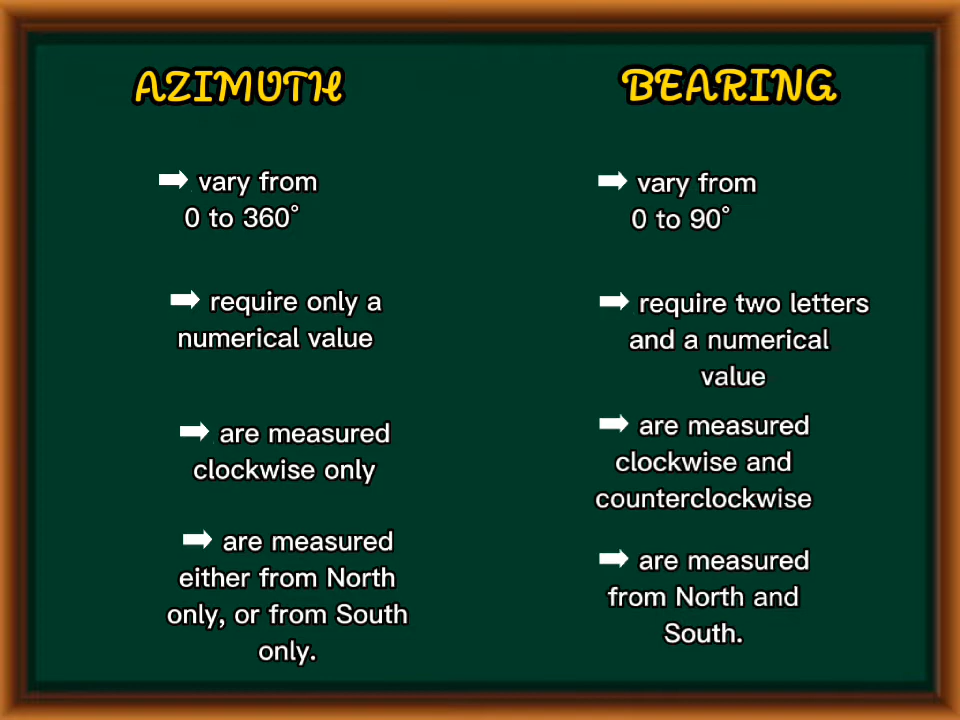 AZIMUTH
➡ vary from
0 to 360°
➡ require only a
numerical value
➡ are measured
clockwise only
➡ are measured
either from North
only, or from South
only.
BEARING
➡ vary from
0 to 90°
➡ require two letters
and a numerical
value
➡ are measured
clockwise and
counterclockwise
➡ are measured
from North and
South.